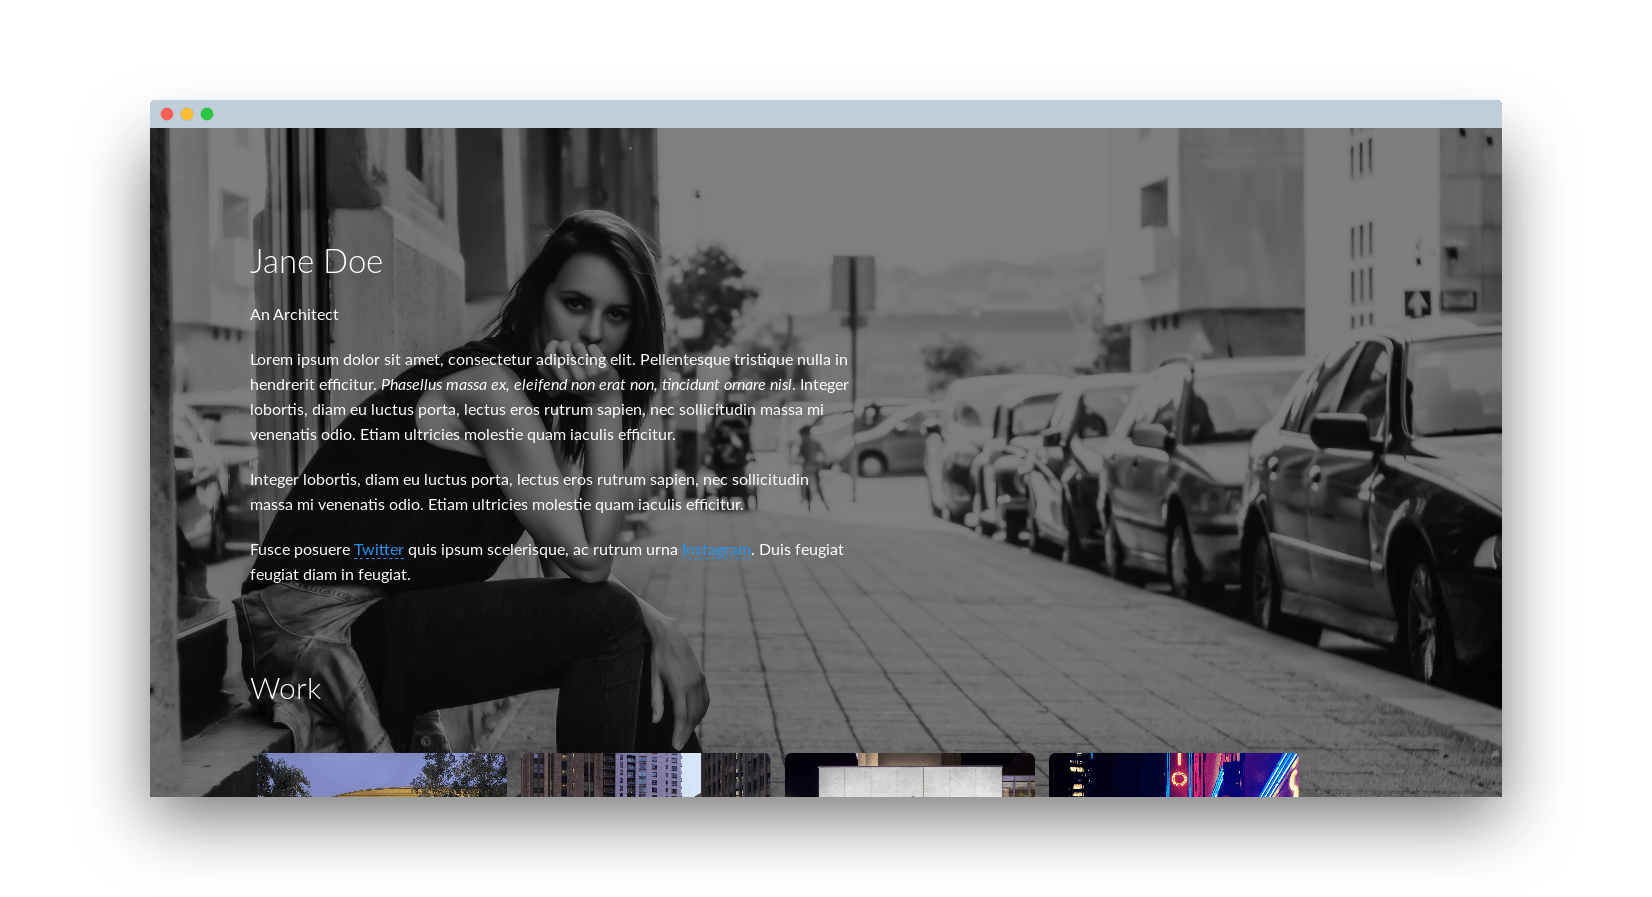 Jane Doe
An Architect
Lorem ipsum dolor sit amet, consectetur adipiscing elit. Pellentesque tristique nulla in
hendrerit efficitur. Phasellus massa ex, eleifend non erat non, tincidunt ornare nisl. Integer
lobortis, diam eu luctus porta, lectus eros rutrum sapien, nec sollicitudin massa mi
venenatis odio. Etiam ultricies molestie quam iaculis efficitur.
Integer lobortis, diam eu luctus porta, lectus eros rutrum sapien, nec sollicitudin
massa mi venenatis odio. Etiam ultricies molestie quam iaculis efficitur.
Fusce posuere Twitter quis ipsum scelerisque, ac rutrum urna Instagram. Duis feugiat
feugiat diam in feugiat.
Work